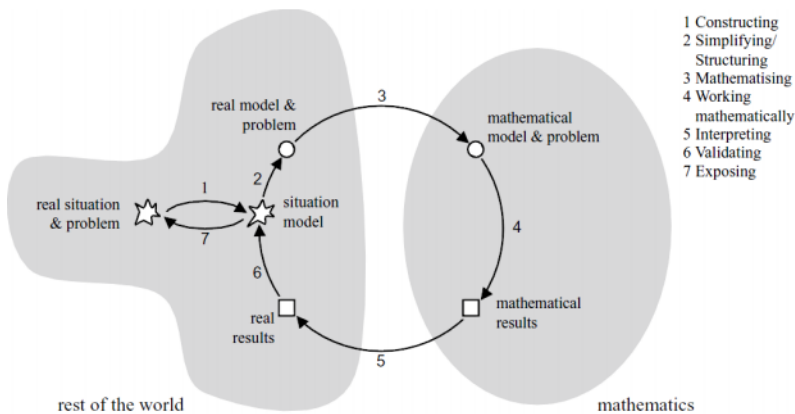 1 Constructing
2 Simplifying/
Structuring
3 Mathematising
4 Working
mathematically
5 Interpreting
6 Validating
7 Exposing
real model &
problem
3
mathematical
model & problem
real situation
& problem
1
2
situation
model
7
4
6
real
results
mathematical
results
5
rest of the world
mathematics